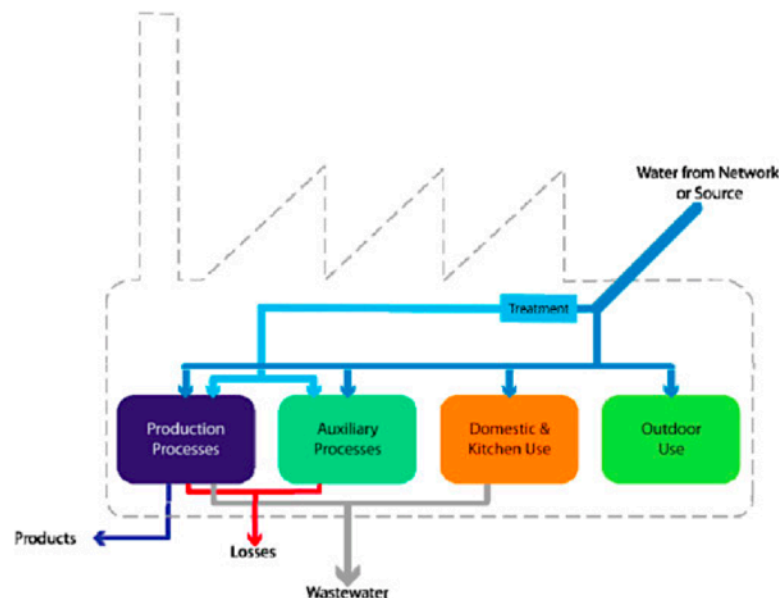 Water from Network
or Source
Treatment
Production
Processes
Auxiliary
Processes
Domestic &
Kitchen Use
Outdoor
Use
Products
Losses
Wastewater